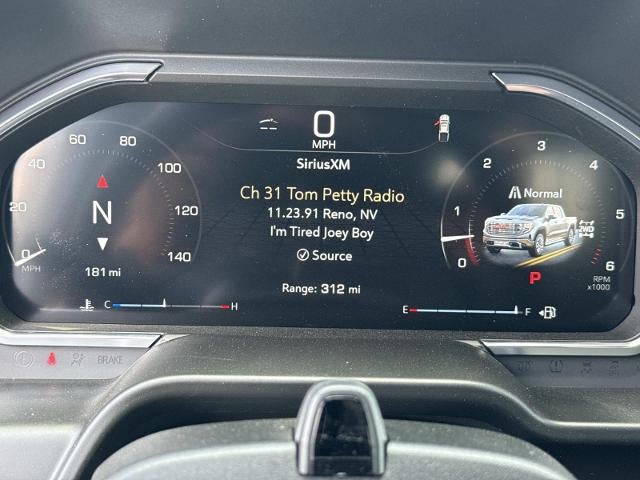 0
MPH
SiriusXM
Ch 31 Tom Petty Radio
11.23.91 Reno, NV
I'm Tired Joey Boy
Source
Range: 312 mi
0 20 40 60 80 100 120 140
MPH
N
181 mi
C H
0 1 2 3 4 5 6
Normal
2WD
P
RPM
x1000
E F
BRAKE